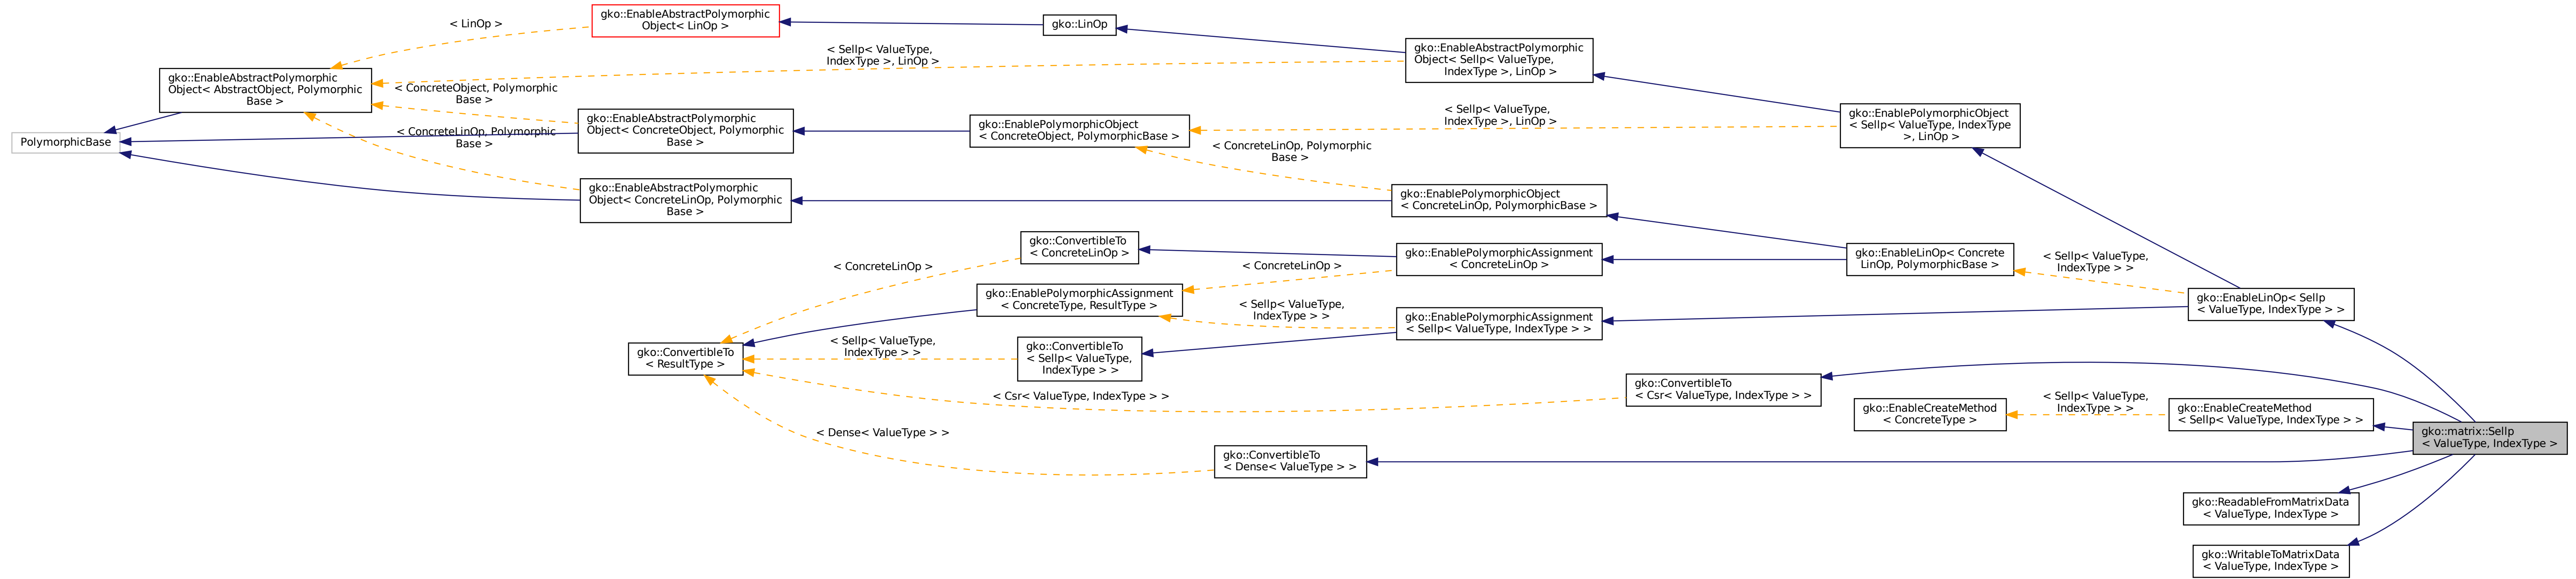 PolymorphicBase
gko::EnableAbstractPolymorphic
Object< AbstractObject, Polymorphic
Base >
< LinOp >
< Sellp< ValueType,
IndexType >, LinOp >
< ConcreteObject, Polymorphic
Base >
< ConcreteLinOp, Polymorphic
Base >
gko::EnableAbstractPolymorphic
Object< LinOp >
gko::EnableAbstractPolymorphic
Object< ConcreteObject, Polymorphic
Base >
gko::EnableAbstractPolymorphic
Object< ConcreteLinOp, Polymorphic
Base >
gko::LinOp
gko::EnablePolymorphicObject
< ConcreteObject, PolymorphicBase >
< Sellp< ValueType,
IndexType >, LinOp >
< ConcreteLinOp, Polymorphic
Base >
gko::EnableAbstractPolymorphic
Object< Sellp< ValueType,
IndexType >, LinOp >
gko::EnablePolymorphicObject
< ConcreteLinOp, PolymorphicBase >
gko::EnablePolymorphicObject
< Sellp< ValueType, IndexType
>, LinOp >
gko::ConvertibleTo
< ResultType >
< ConcreteLinOp >
< Sellp< ValueType,
IndexType > >
< Csr< ValueType, IndexType > >
< Dense< ValueType > >
gko::ConvertibleTo
< ConcreteLinOp >
gko::EnablePolymorphicAssignment
< ConcreteType, ResultType >
gko::ConvertibleTo
< Sellp< ValueType,
IndexType > >
< ConcreteLinOp >
< Sellp< ValueType,
IndexType > >
gko::EnablePolymorphicAssignment
< ConcreteLinOp >
gko::EnablePolymorphicAssignment
< Sellp< ValueType, IndexType > >
gko::ConvertibleTo
< Dense< ValueType > >
gko::ConvertibleTo
< Csr< ValueType, IndexType > >
gko::EnableLinOp< Concrete
LinOp, PolymorphicBase >
< Sellp< ValueType,
IndexType > >
gko::EnableLinOp< Sellp
< ValueType, IndexType > >
gko::EnableCreateMethod
< ConcreteType >
< Sellp< ValueType,
IndexType > >
gko::EnableCreateMethod
< Sellp< ValueType, IndexType > >
gko::matrix::Sellp
< ValueType, IndexType >
gko::ReadableFromMatrixData
< ValueType, IndexType >
gko::WritableToMatrixData
< ValueType, IndexType >